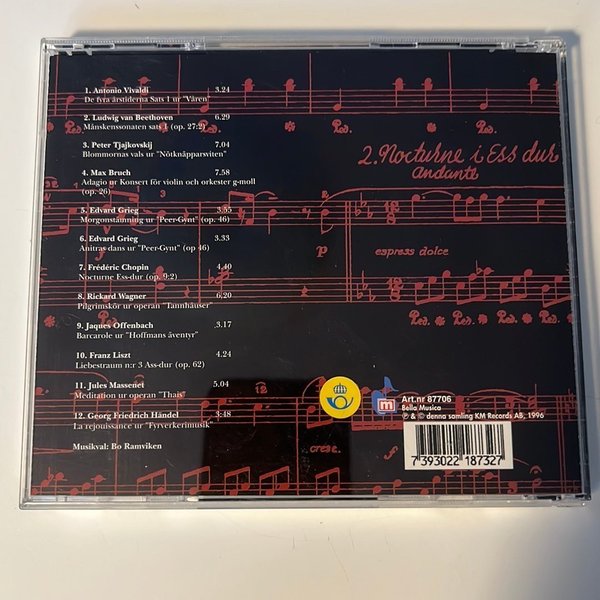 1. Antonio Vivaldi 3.24
De fyra årstiderna Sats 1 ur "Våren"
2. Ludwig van Beethoven 6.29
Månskenssonaten sats 1 (op. 27:2)
3. Peter Tjajkovskij 7.04
Blommornas vals ur "Nötknäpparsviten"
4. Max Bruch 7.58
Adagio ur Konsert för violin och orkester g-moll
(op. 26)
5. Edvard Grieg 3.55
Morgonstämning ur "Peer-Gynt" (op. 46)
6. Edvard Grieg 3.33
Anitras dans ur "Peer-Gynt" (op 46)
7. Frédéric Chopin 4.40
Nocturne Ess-dur (op. 9:2)
8. Rickard Wagner 6.20
Pilgrimskör ur operan "Tannhäuser"
9. Jaques Offenbach 3.17
Barcarole ur "Hoffmans äventyr"
10. Franz Liszt 4.24
Liebestraum n:r 3 Ass-dur (op. 62)
11. Jules Massenet 5.04
Meditation ur operan "Thais"
12. Georg Friedrich Händel 3:48
La rejouissance ur "Fyrverkerimusik"
Musikval: Bo Ramviken
2. Nocturne i Ess dur
Andante
p espress dolce
Ped. Ped.
Ped. Ped. Ped. Ped.
12
cresc. f
m
Art.nr 87706
Bella Musica
℗ & © denna samling KM Records AB, 1996
7 393022 187327